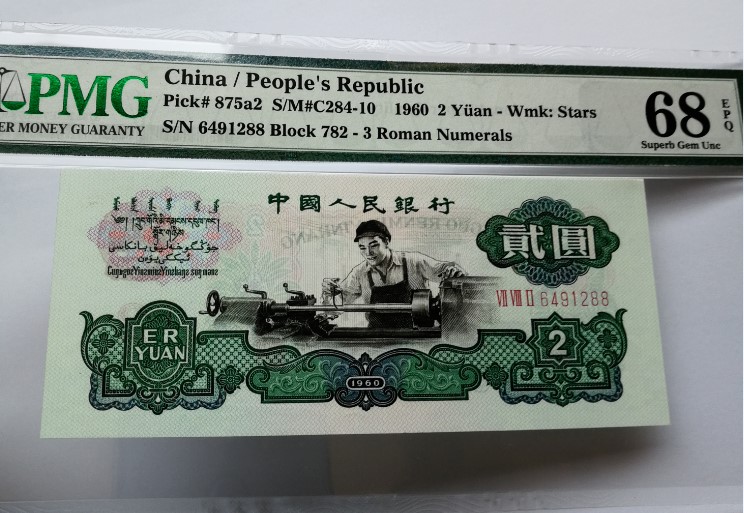 PMG
ER MONEY GUARANTY
China / People's Republic
Pick# 875a2 S/M#C284-10 1960 2 Yüan - Wmk: Stars
S/N 6491288 Block 782 - 3 Roman Numerals
68
EPQ
Superb Gem Unc
中國人民銀行
貳圓
VII VIII II 6491288
ER
YUAN
2
1960